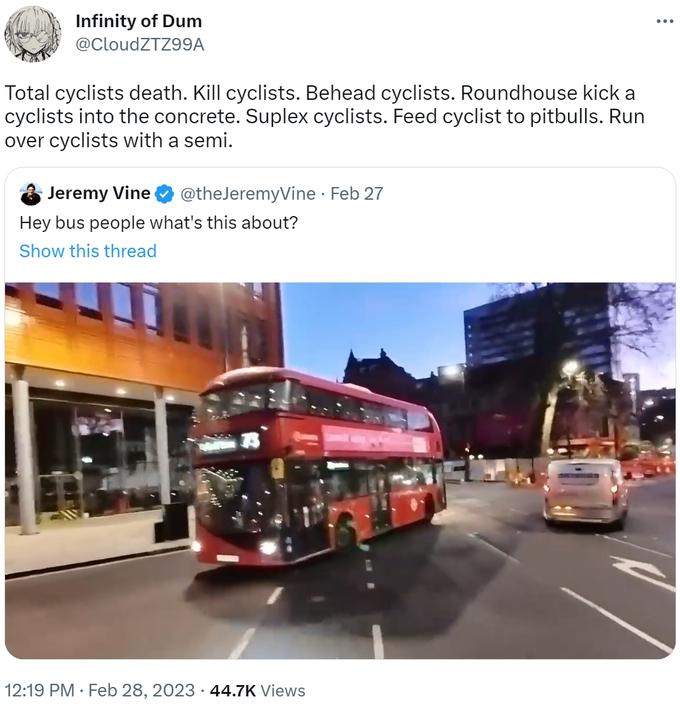 Infinity of Dum
@CloudZTZ99A
Total cyclists death. Kill cyclists. Behead cyclists. Roundhouse kick a
cyclists into the concrete. Suplex cyclists. Feed cyclist to pitbulls. Run
over cyclists with a semi.
Jeremy Vine @theJeremyVine · Feb 27
Hey bus people what's this about?
Show this thread
73
12:19 PM · Feb 28, 2023 · 44.7K Views